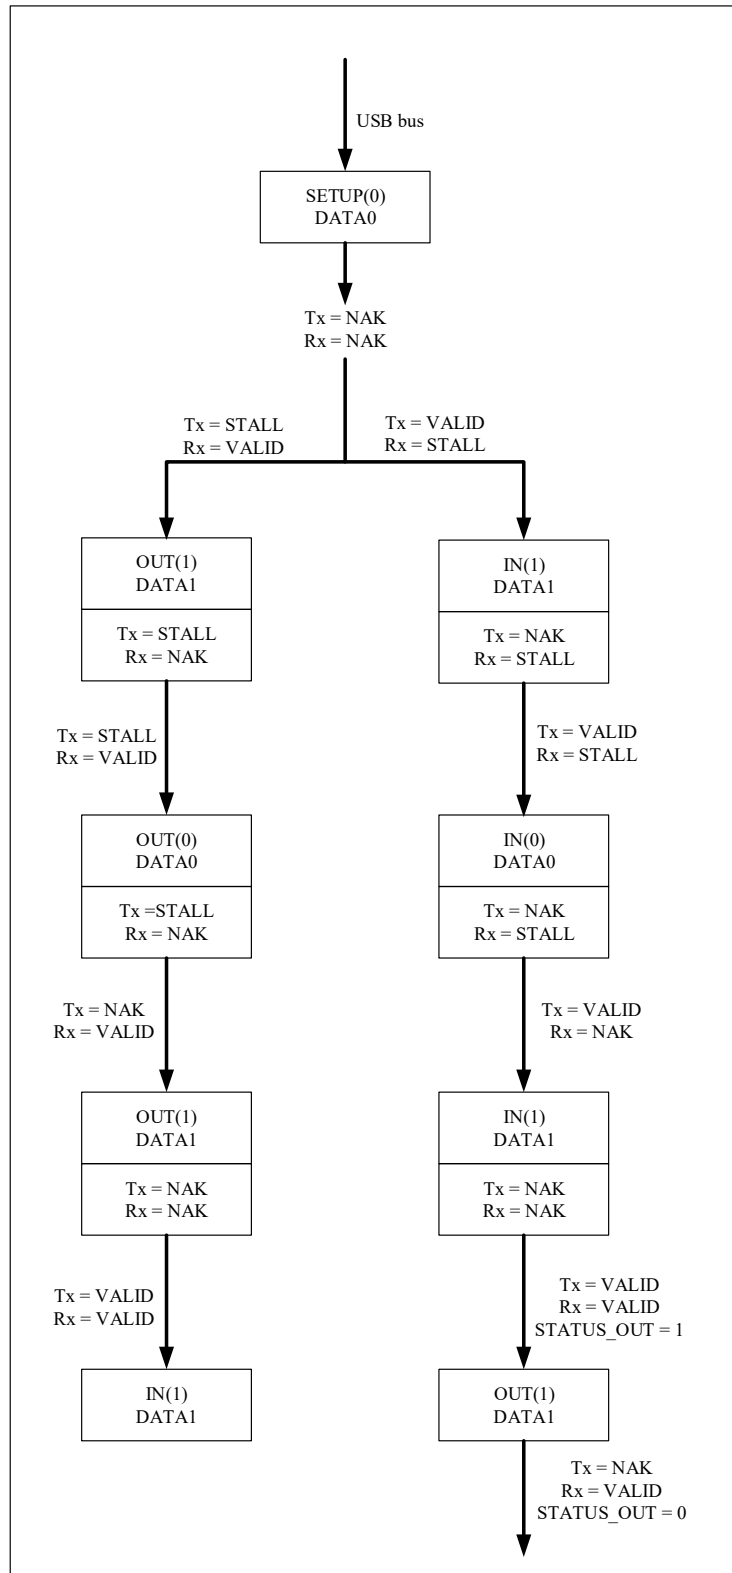 USB bus
SETUP(0)
DATA0
Tx = NAK
Rx = NAK
Tx = STALL
Rx = VALID
Tx = VALID
Rx = STALL
OUT(1)
DATA1
Tx = STALL
Rx = NAK
IN(1)
DATA1
Tx = NAK
Rx = STALL
Tx = STALL
Rx = VALID
Tx = VALID
Rx = STALL
OUT(0)
DATA0
Tx =STALL
Rx = NAK
IN(0)
DATA0
Tx = NAK
Rx = STALL
Tx = NAK
Rx = VALID
Tx = VALID
Rx = NAK
OUT(1)
DATA1
Tx = NAK
Rx = NAK
IN(1)
DATA1
Tx = NAK
Rx = NAK
Tx = VALID
Rx = VALID
Tx = VALID
Rx = VALID
STATUS_OUT = 1
IN(1)
DATA1
OUT(1)
DATA1
Tx = NAK
Rx = VALID
STATUS_OUT = 0